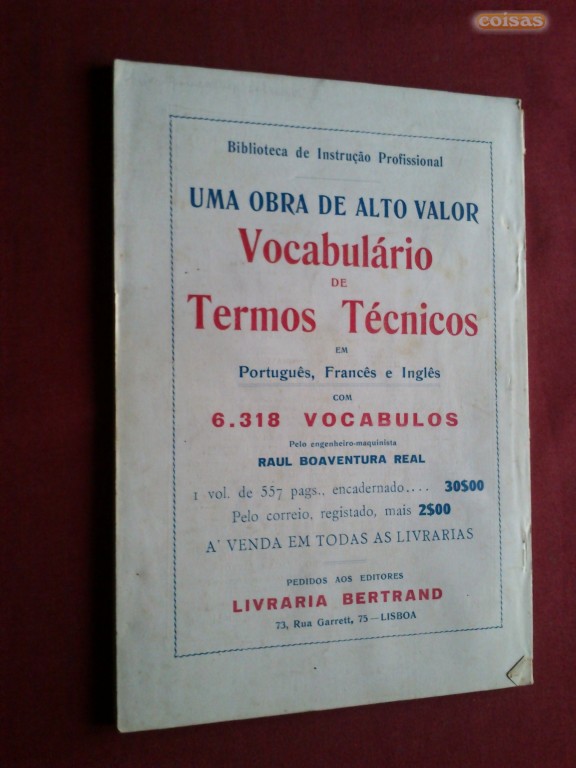 coisas
Biblioteca de Instrução Profissional
UMA OBRA DE ALTO VALOR
Vocabulário
DE
Termos Técnicos
EM
Português, Francês e Inglês
COM
6.318 VOCABULOS
Pelo engenheiro-maquinista
RAUL BOAVENTURA REAL
1 vol. de 557 pags., encadernado.... 30$00
Pelo correio, registado, mais 2$00
A' VENDA EM TODAS AS LIVRARIAS
PEDIDOS AOS EDITORES
LIVRARIA BERTRAND
73, Rua Garrett, 75 — LISBOA